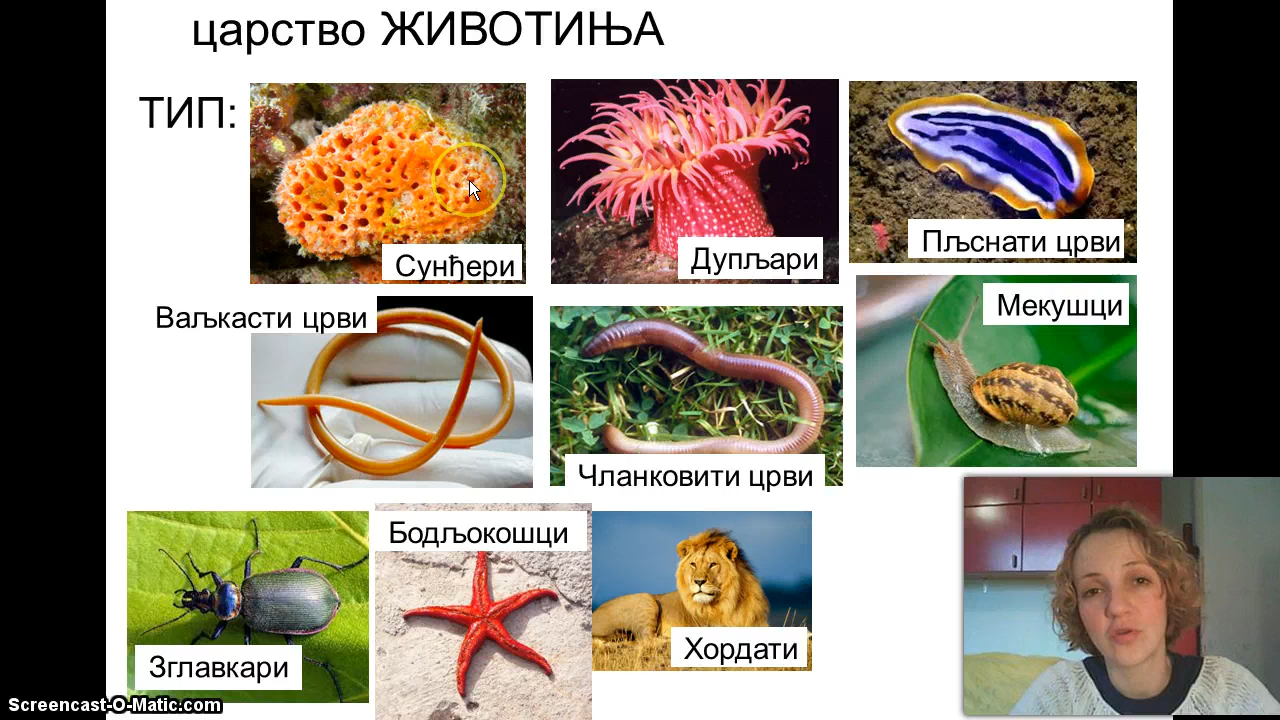 царство ЖИВОТИЊА
ТИП:
Сунђери
Дупљари
Пљснати црви
Ваљкасти црви
Чланковити црви
Мекушци
Зглавкари
Бодљокошци
Хордати
Screencast-O-Matic.com